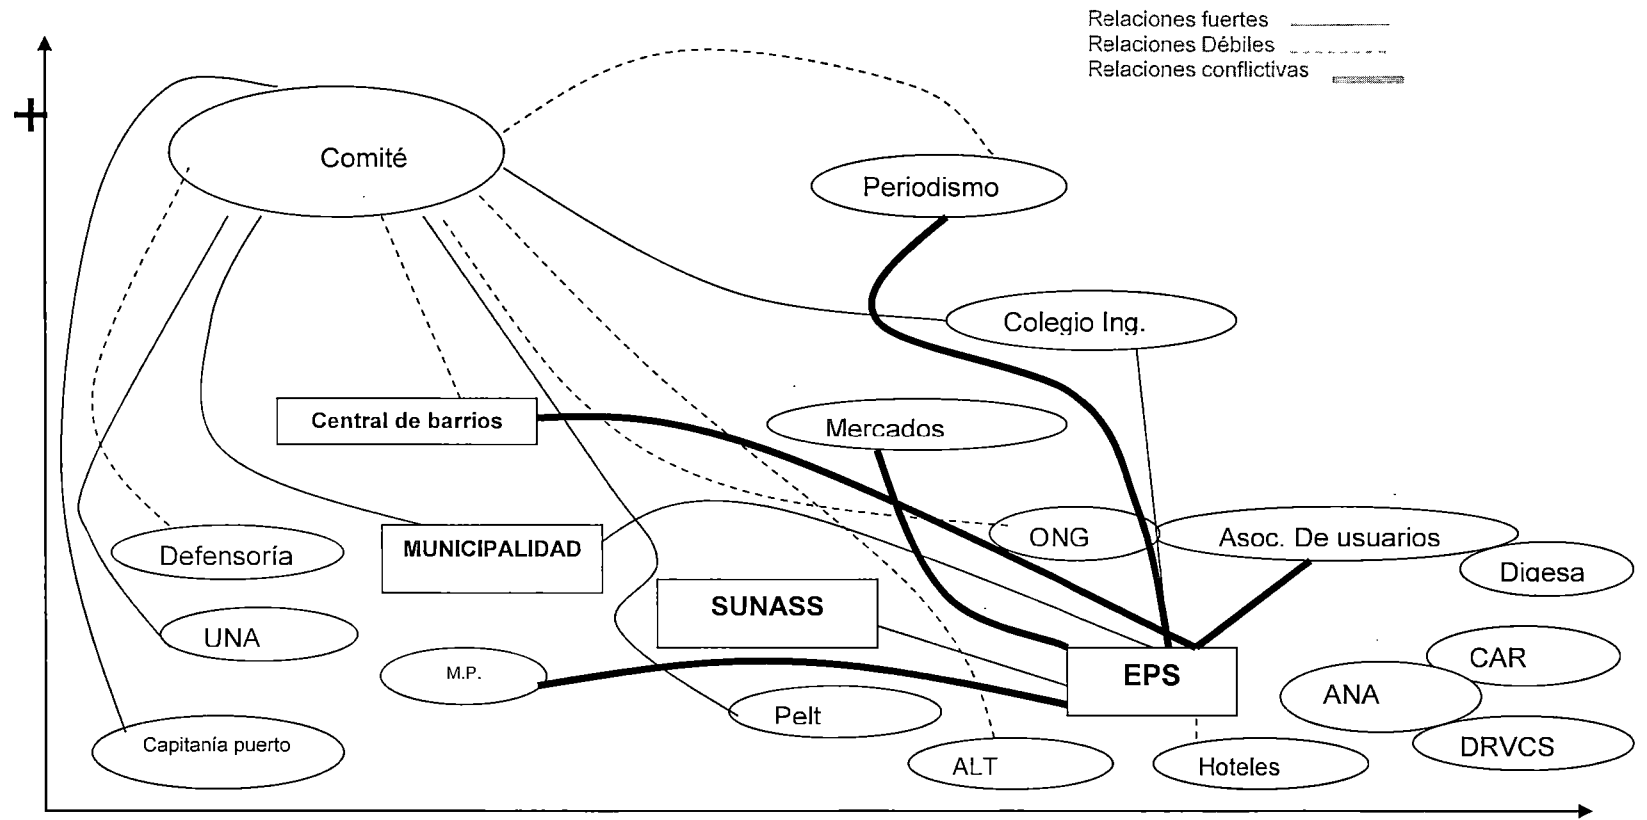 Relaciones fuertes
Relaciones Débiles
Relaciones conflictivas
+
Comité
Periodismo
Colegio Ing.
Central de barrios
Mercados
Defensoría
MUNICIPALIDAD
ONG
Asoc. De usuarios
Digesa
SUNASS
UNA
M.P.
EPS
CAR
ANA
Pelt
Capitanía puerto
ALT
Hoteles
DRVCS